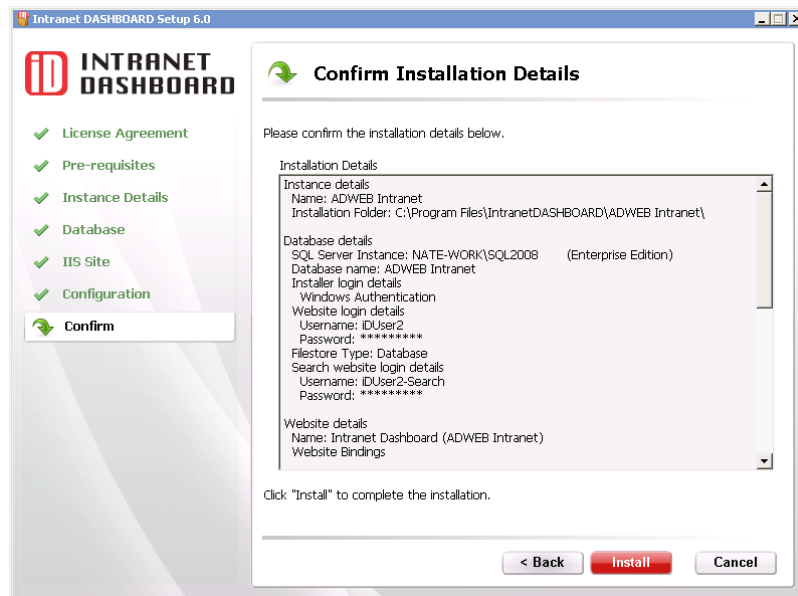 Intranet DASHBOARD Setup 6.0
iD INTRANET
DASHBOARD
License Agreement
Pre-requisites
Instance Details
Database
IIS Site
Configuration
Confirm
Confirm Installation Details
Please confirm the installation details below.
Installation Details
Instance details
Name: ADWEB Intranet
Installation Folder: C:\Program Files\IntranetDASHBOARD\ADWEB Intranet\
Database details
SQL Server Instance: NATE-WORK\SQL2008 (Enterprise Edition)
Database name: ADWEB Intranet
Installer login details
Windows Authentication
Website login details
Username: iDUser2
Password: *********
Filestore Type: Database
Search website login details
Username: iDUser2-Search
Password: *********
Website details
Name: Intranet Dashboard (ADWEB Intranet)
Website Bindings
Click "Install" to complete the installation.
< Back
Install
Cancel